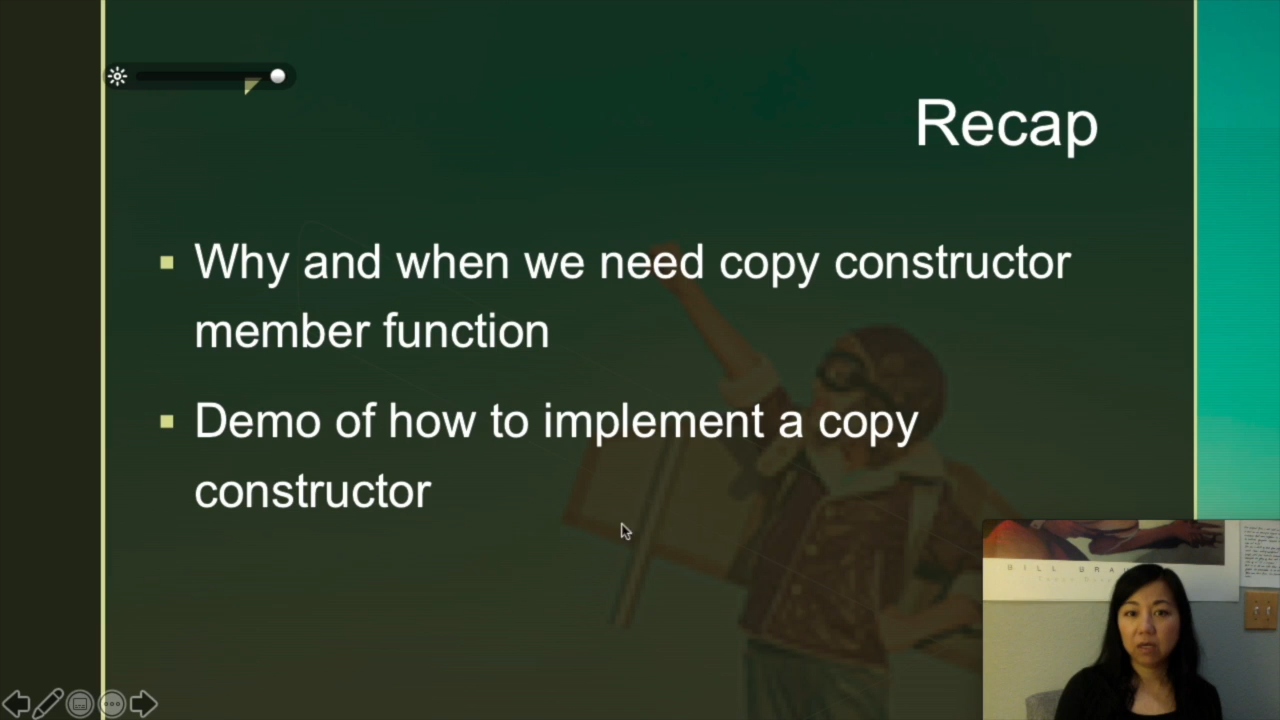 Recap
Why and when we need copy constructor
member function
Demo of how to implement a copy
constructor